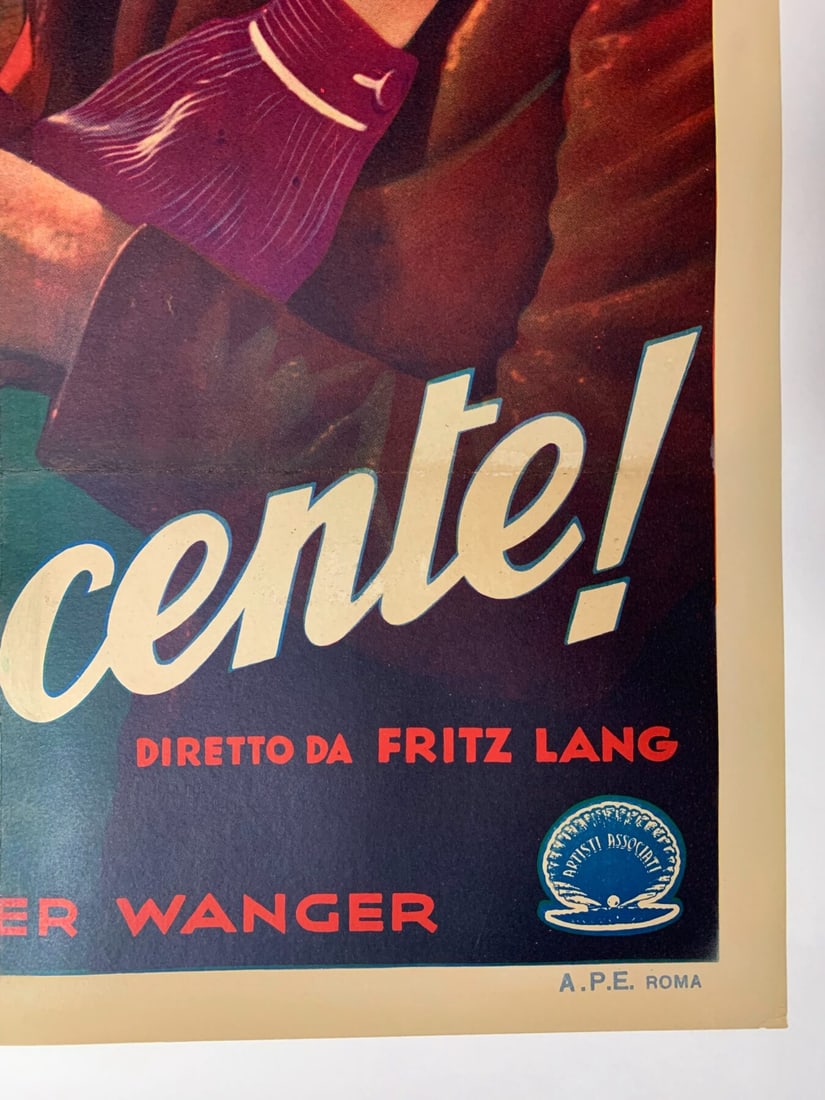 cente!
DIRETTO DA FRITZ LANG
ARTISTI ASSOCIATI
ER WANGER
A.P.E. ROMA